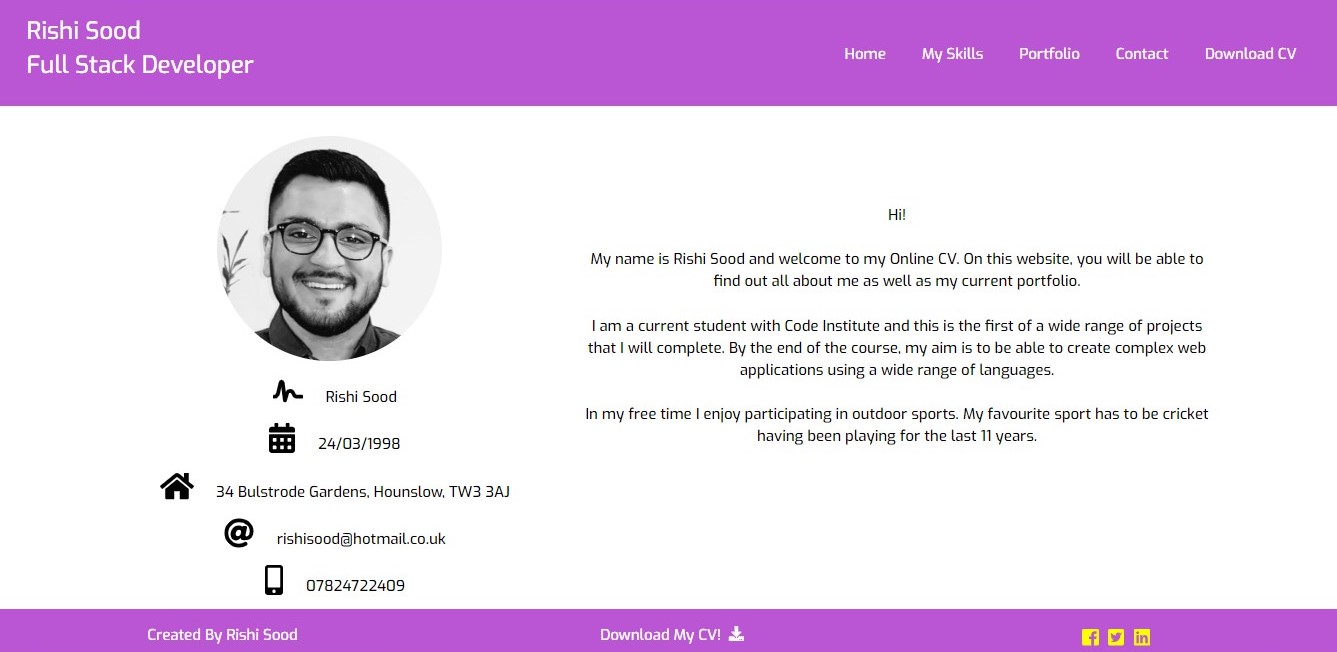 Rishi Sood
Full Stack Developer
Home
My Skills
Portfolio
Contact
Download CV
Hi!
My name is Rishi Sood and welcome to my Online CV. On this website, you will be able to
find out all about me as well as my current portfolio.
I am a current student with Code Institute and this is the first of a wide range of projects
that I will complete. By the end of the course, my aim is to be able to create complex web
applications using a wide range of languages.
In my free time I enjoy participating in outdoor sports. My favourite sport has to be cricket
having been playing for the last 11 years.
Rishi Sood
24/03/1998
34 Bulstrode Gardens, Hounslow, TW3 3AJ
rishisood@hotmail.co.uk
07824722409
Created By Rishi Sood
Download My CV!